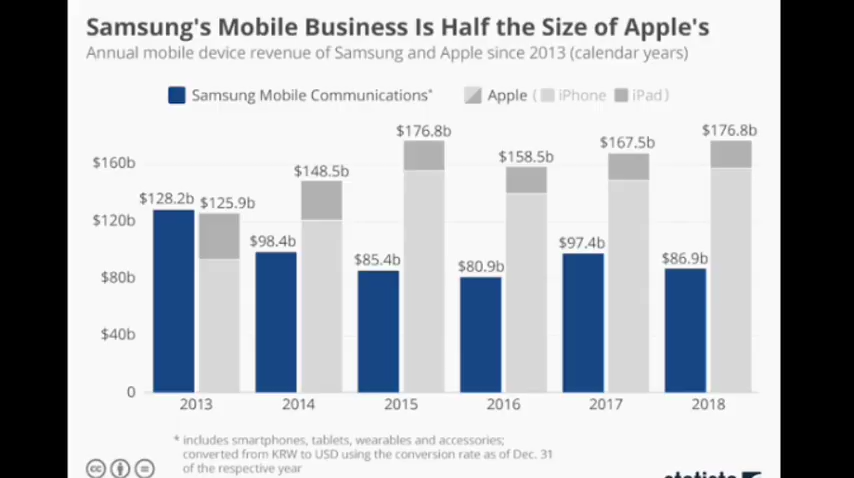 Samsung's Mobile Business Is Half the Size of Apple's
Annual mobile device revenue of Samsung and Apple since 2013 (calendar years)
Samsung Mobile Communications* Apple ( iPhone iPad )
$176.8b $176.8b
$167.5b
$160b $148.5b $158.5b
$128.2b $125.9b
$120b
$98.4b $97.4b
$85.4b $80.9b $86.9b
$80b
$40b
0
2013 2014 2015 2016 2017 2018
* includes smartphones, tablets, wearables and accessories;
converted from KRW to USD using the conversion rate as of Dec. 31
of the respective year
cc
statista